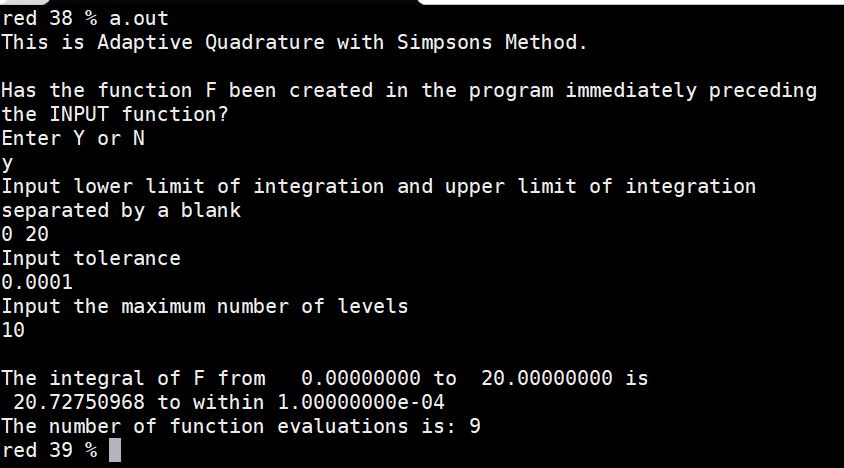 red 38 % a.out
This is Adaptive Quadrature with Simpsons Method.
Has the function F been created in the program immediately preceding
the INPUT function?
Enter Y or N
y
Input lower limit of integration and upper limit of integration
separated by a blank
0 20
Input tolerance
0.0001
Input the maximum number of levels
10
The integral of F from   0.00000000 to  20.00000000 is
 20.72750968 to within 1.00000000e-04
The number of function evaluations is: 9
red 39 %